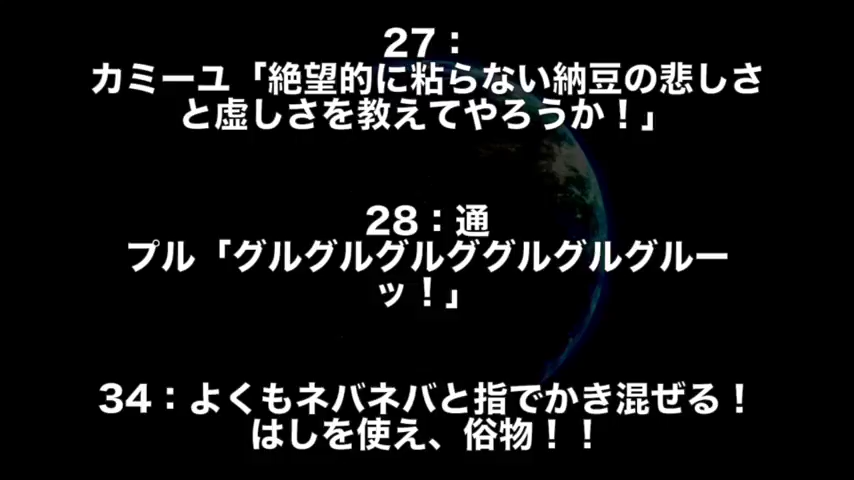 27：
カミーユ「絶望的に粘らない納豆の悲しさ
と虚しさを教えてやろうか！」
28：通
プル「グルグルグルググルグルグルー
ッ！」
34：よくもネバネバと指でかき混ぜる！
はしを使え、俗物！！